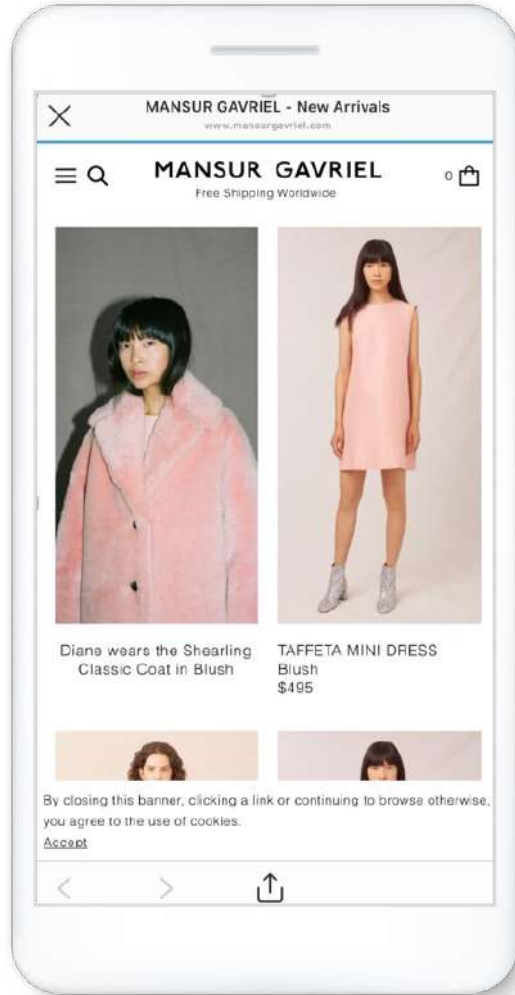 MANSUR GAVRIEL - New Arrivals
www.mansurgavriel.com
MANSUR GAVRIEL
Free Shipping Worldwide
0
Diane wears the Shearling
Classic Coat in Blush
TAFFETA MINI DRESS
Blush
$495
By closing this banner, clicking a link or continuing to browse otherwise,
you agree to the use of cookies.
Accept